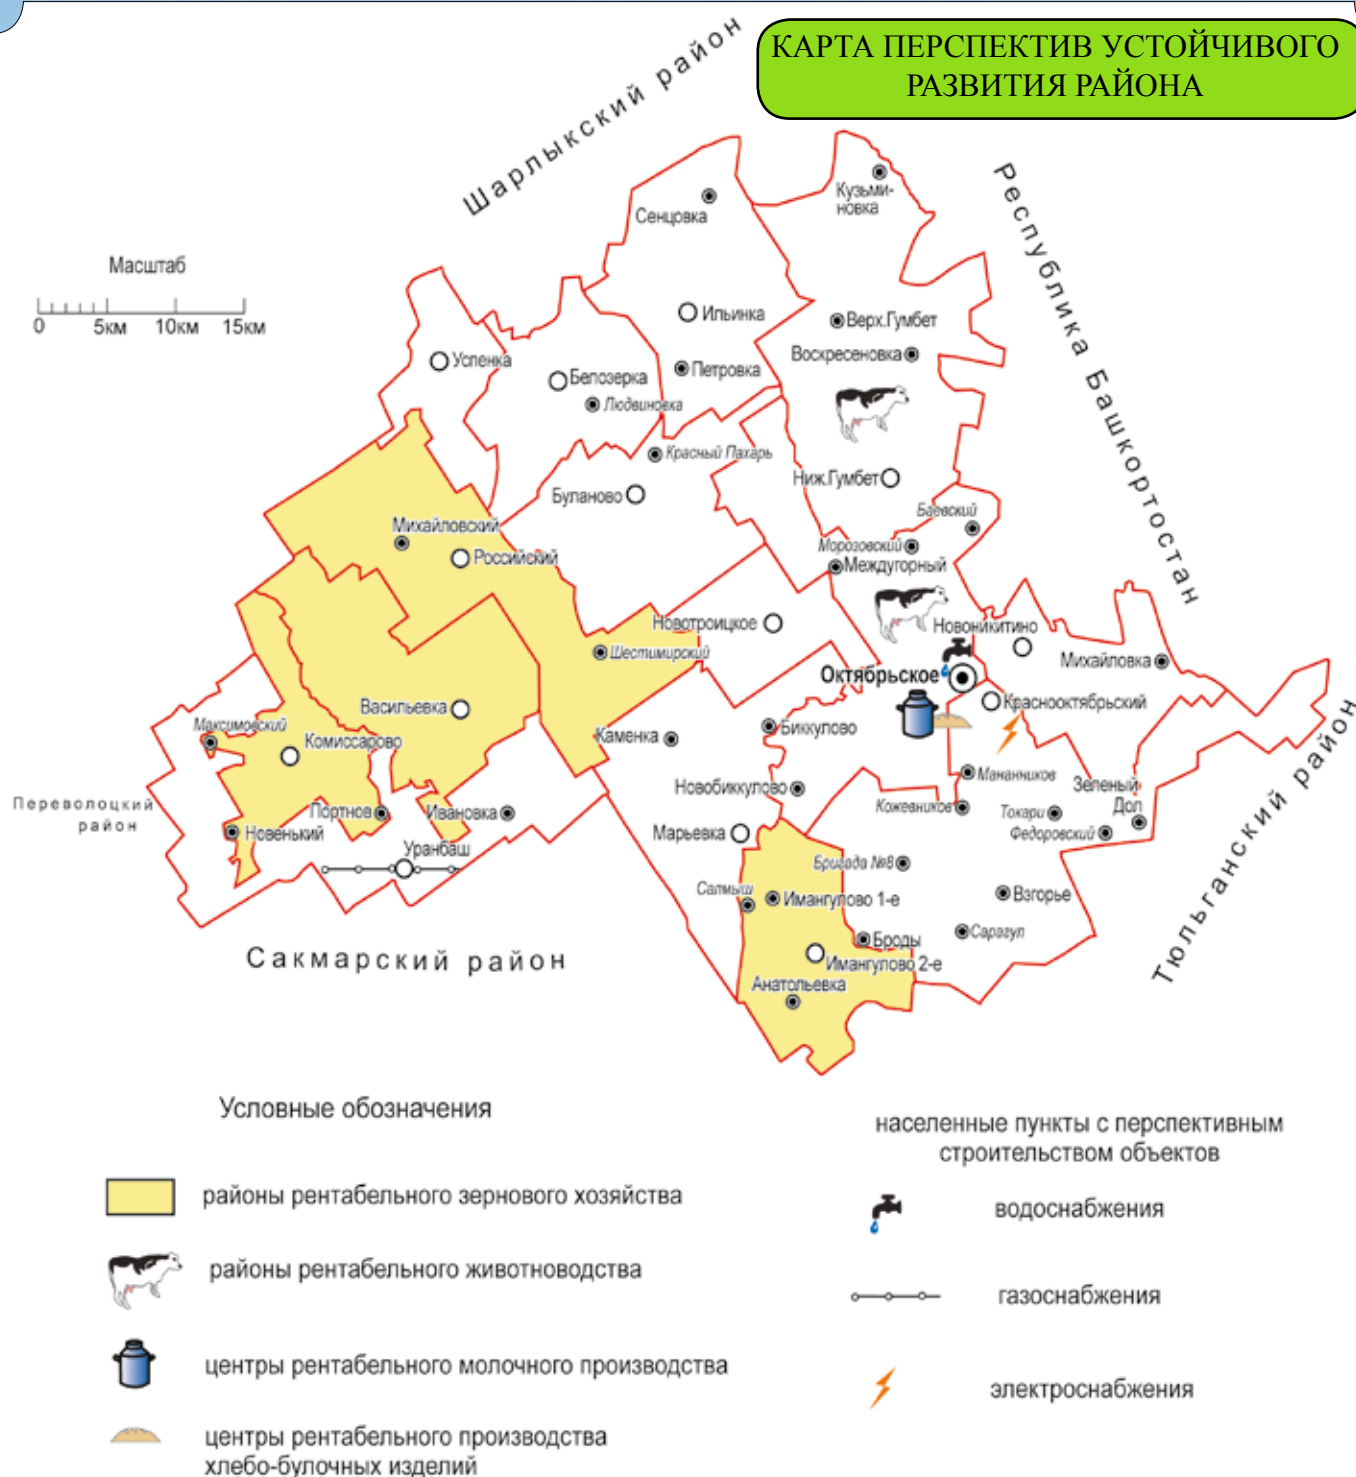 КАРТА ПЕРСПЕКТИВ УСТОЙЧИВОГО
РАЗВИТИЯ РАЙОНА
Шарлыкский район
Республика Башкортостан
Масштаб
0 5км 10км 15км
Кузьми-
новка
Сенцовка
Ильинка
Верх.Гумбет
Воскресеновка
Успенка
Белозерка
Петровка
Людвиновка
Красный Пахарь
Ниж.Гумбет
Буланово
Баевский
Михайловский
Российский
Морозовский
Междугорный
Новотроицкое
Новоникитино
Шестимирский
Михайловка
Октябрьское
Васильевка
Краснооктябрьский
Максимовский
Комиссарово
Каменка
Биккулово
Мананников
Новобиккулово
Зеленый
Дол
Переволоцкий
район
Портнов
Ивановка
Кожевников
Токари
Новенький
Марьевка
Федоровский
Уранбаш
Бригада №8
Салмыш
Имангулово 1-е
Взгорье
Броды
Сарагул
Имангулово 2-е
Анатольевка
Сакмарский район
Тюльганский район
Условные обозначения
районы рентабельного зернового хозяйства
районы рентабельного животноводства
центры рентабельного молочного производства
центры рентабельного производства
хлебо-булочных изделий
населенные пункты с перспективным
строительством объектов
водоснабжения
газоснабжения
электроснабжения